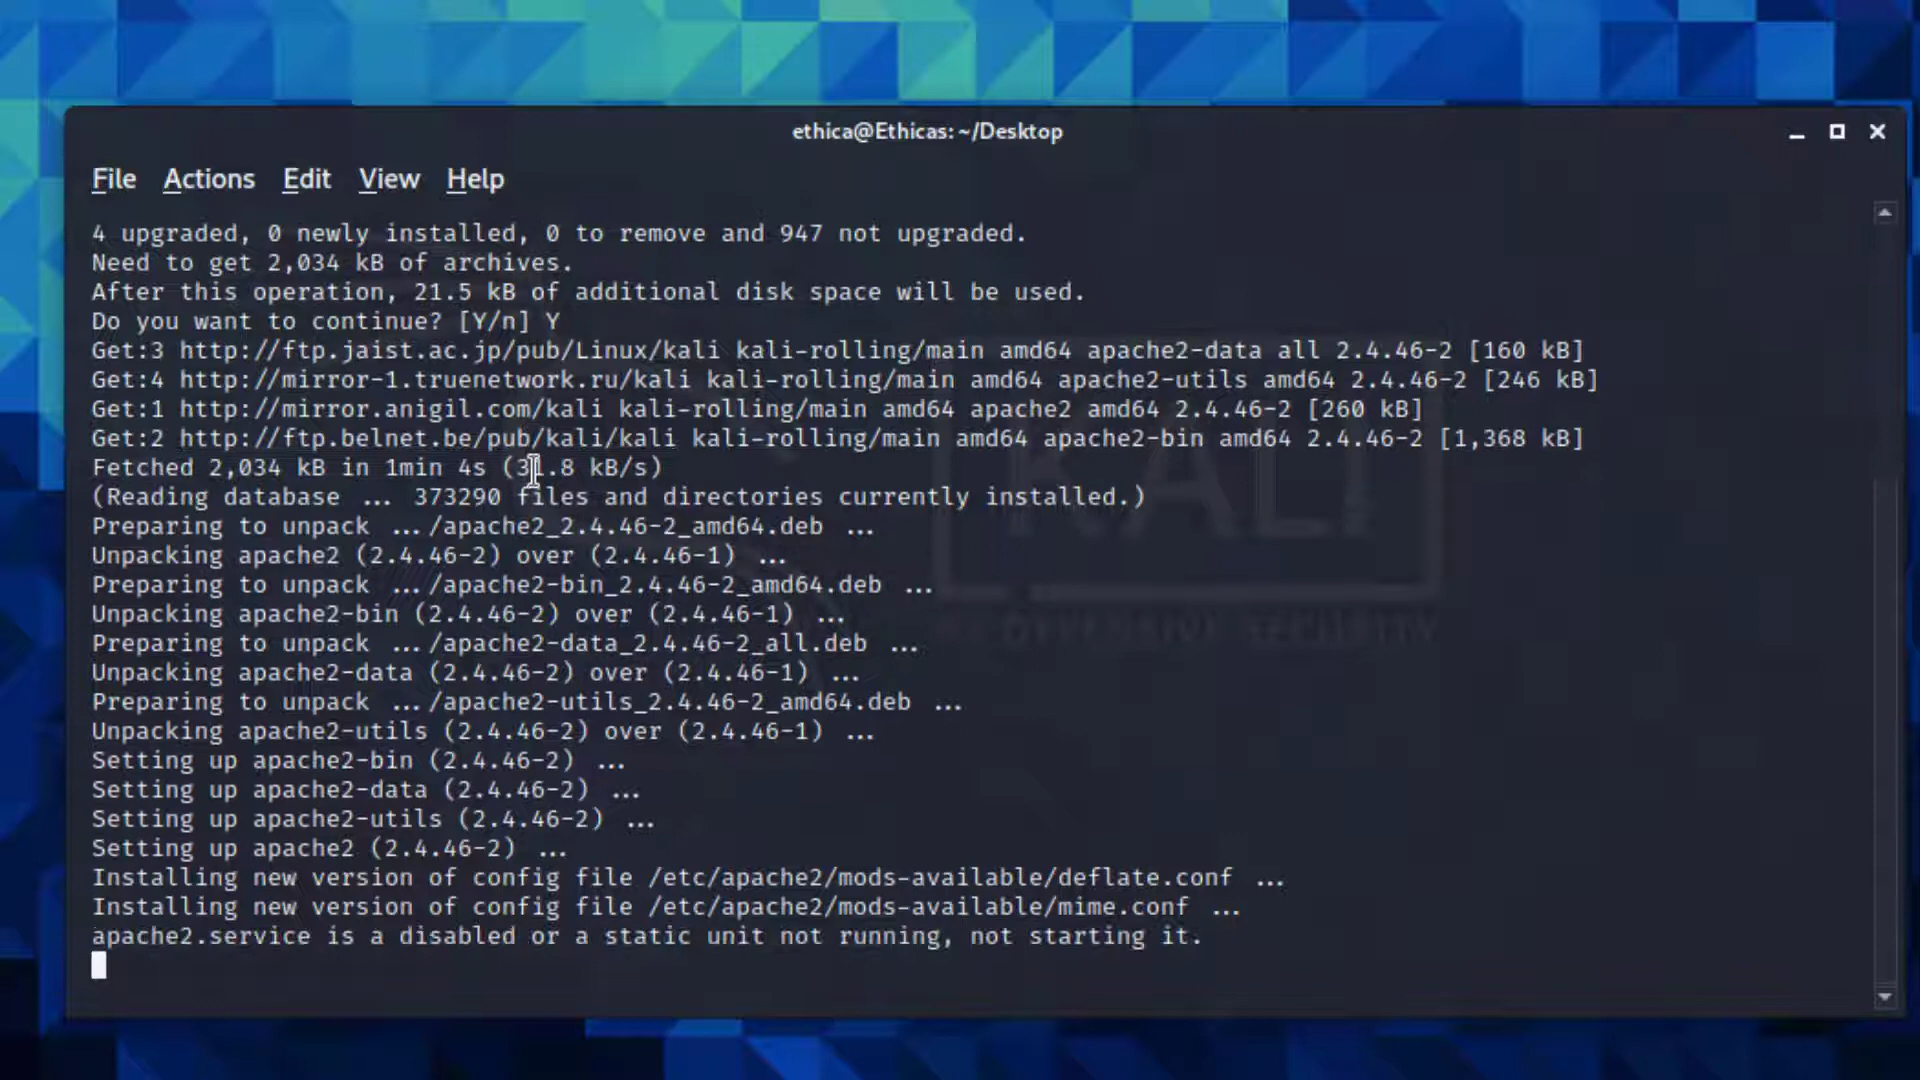 ethica@Ethicas: ~/Desktop
File Actions Edit View Help
4 upgraded, 0 newly installed, 0 to remove and 947 not upgraded.
Need to get 2,034 kB of archives.
After this operation, 21.5 kB of additional disk space will be used.
Do you want to continue? [Y/n] Y
Get:3 http://ftp.jaist.ac.jp/pub/Linux/kali kali-rolling/main amd64 apache2-data all 2.4.46-2 [160 kB]
Get:4 http://mirror-1.truenetwork.ru/kali kali-rolling/main amd64 apache2-utils amd64 2.4.46-2 [246 kB]
Get:1 http://mirror.anigil.com/kali kali-rolling/main amd64 apache2 amd64 2.4.46-2 [260 kB]
Get:2 http://ftp.belnet.be/pub/kali/kali kali-rolling/main amd64 apache2-bin amd64 2.4.46-2 [1,368 kB]
Fetched 2,034 kB in 1min 4s (31.8 kB/s)
(Reading database ... 373290 files and directories currently installed.)
Preparing to unpack .../apache2_2.4.46-2_amd64.deb ...
Unpacking apache2 (2.4.46-2) over (2.4.46-1) ...
Preparing to unpack .../apache2-bin_2.4.46-2_amd64.deb ...
Unpacking apache2-bin (2.4.46-2) over (2.4.46-1) ...
Preparing to unpack .../apache2-data_2.4.46-2_all.deb ...
Unpacking apache2-data (2.4.46-2) over (2.4.46-1) ...
Preparing to unpack .../apache2-utils_2.4.46-2_amd64.deb ...
Unpacking apache2-utils (2.4.46-2) over (2.4.46-1) ...
Setting up apache2-bin (2.4.46-2) ...
Setting up apache2-data (2.4.46-2) ...
Setting up apache2-utils (2.4.46-2) ...
Setting up apache2 (2.4.46-2) ...
Installing new version of config file /etc/apache2/mods-available/deflate.conf ...
Installing new version of config file /etc/apache2/mods-available/mime.conf ...
apache2.service is a disabled or a static unit not running, not starting it.
KALI
BY OFFENSIVE SECURITY